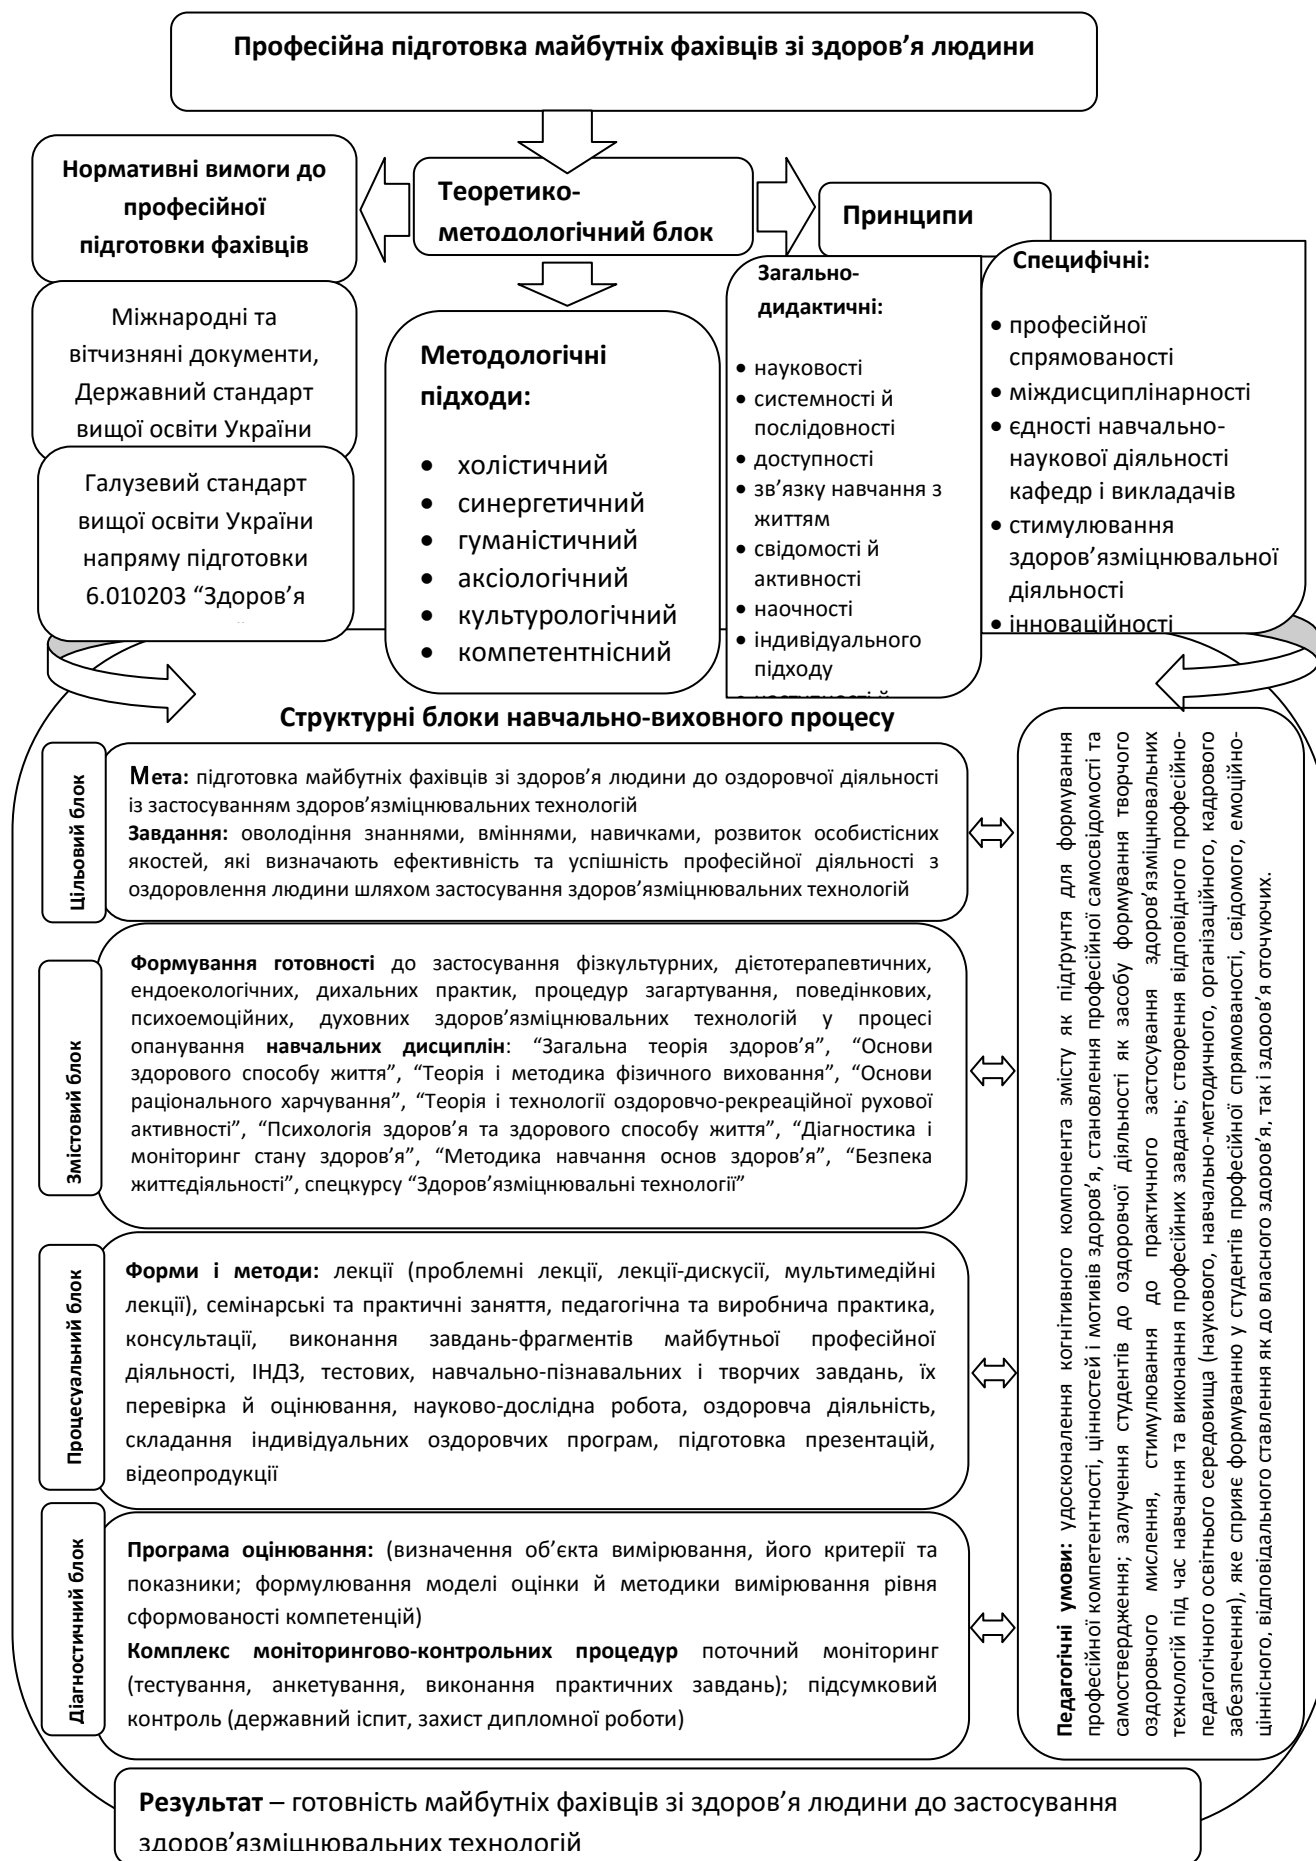 Професійна підготовка майбутніх фахівців зі здоров’я людини
Нормативні вимоги до
професійної
підготовки фахівців
Теоретико-
методологічний блок
Принципи
Міжнародні та
вітчизняні документи,
Державний стандарт
вищої освіти України
Галузевий стандарт
вищої освіти України
напряму підготовки
6.010203 “Здоров’я
Методологічні
підходи:
• холістичний
• синергетичний
• гуманістичний
• аксіологічний
• культурологічний
• компетентнісний
Загально-
дидактичні:
• науковості
• системності й
послідовності
• доступності
• зв’язку навчання з
життям
• свідомості й
активності
• наочності
• індивідуального
підходу
Специфічні:
• професійної
спрямованості
• міждисциплінарності
• єдності навчально-
наукової діяльності
кафедр і викладачів
• стимулювання
здоров’язміцнювальної
діяльності
• інноваційності
Структурні блоки навчально-виховного процесу
Цільовий блок
Мета: підготовка майбутніх фахівців зі здоров’я людини до оздоровчої діяльності
із застосуванням здоров’язміцнювальних технологій
Завдання: оволодіння знаннями, вміннями, навичками, розвиток особистісних
якостей, які визначають ефективність та успішність професійної діяльності з
оздоровлення людини шляхом застосування здоров’язміцнювальних технологій
Змістовий блок
Формування готовності до застосування фізкультурних, дієтотерапевтичних,
ендоекологічних, дихальних практик, процедур загартування, поведінкових,
психоемоційних, духовних здоров’язміцнювальних технологій у процесі
опанування навчальних дисциплін: “Загальна теорія здоров’я”, “Основи
здорового способу життя”, “Теорія і методика фізичного виховання”, “Основи
раціонального харчування”, “Теорія і технології оздоровчо-рекреаційної рухової
активності”, “Психологія здоров’я та здорового способу життя”, “Діагностика і
моніторинг стану здоров’я”, “Методика навчання основ здоров’я”, “Безпека
життєдіяльності”, спецкурсу “Здоров’язміцнювальні технології”
Процесуальний блок
Форми і методи: лекції (проблемні лекції, лекції-дискусії, мультимедійні
лекції), семінарські та практичні заняття, педагогічна та виробнича практика,
консультації, виконання завдань-фрагментів майбутньої професійної
діяльності, ІНДЗ, тестових, навчально-пізнавальних і творчих завдань, їх
перевірка й оцінювання, науково-дослідна робота, оздоровча діяльність,
складання індивідуальних оздоровчих програм, підготовка презентацій,
відеопродукції
Діагностичний блок
Програма оцінювання: (визначення об’єкта вимірювання, його критерії та
показники; формулювання моделі оцінки й методики вимірювання рівня
сформованості компетенцій)
Комплекс моніторингово-контрольних процедур поточний моніторинг
(тестування, анкетування, виконання практичних завдань); підсумковий
контроль (державний іспит, захист дипломної роботи)
Педагогічні умови: удосконалення когнітивного компонента змісту як підґрунтя для формування
професійної компетентності, цінностей і мотивів здоров’я, становлення професійної самосвідомості та
самоствердження; залучення студентів до оздоровчої діяльності як засобу формування творчого
оздоровчого мислення, стимулювання до практичного застосування здоров’язміцнювальних
технологій під час навчання та виконання професійних завдань; створення відповідного професійно-
педагогічного освітнього середовища (наукового, навчально-методичного, організаційного, кадрового
забезпечення), яке сприяє формуванню у студентів професійної спрямованості, свідомого, емоційно-
ціннісного, відповідального ставлення як до власного здоров’я, так і здоров’я оточуючих.
Результат – готовність майбутніх фахівців зі здоров’я людини до застосування
здоров’язміцнювальних технологій